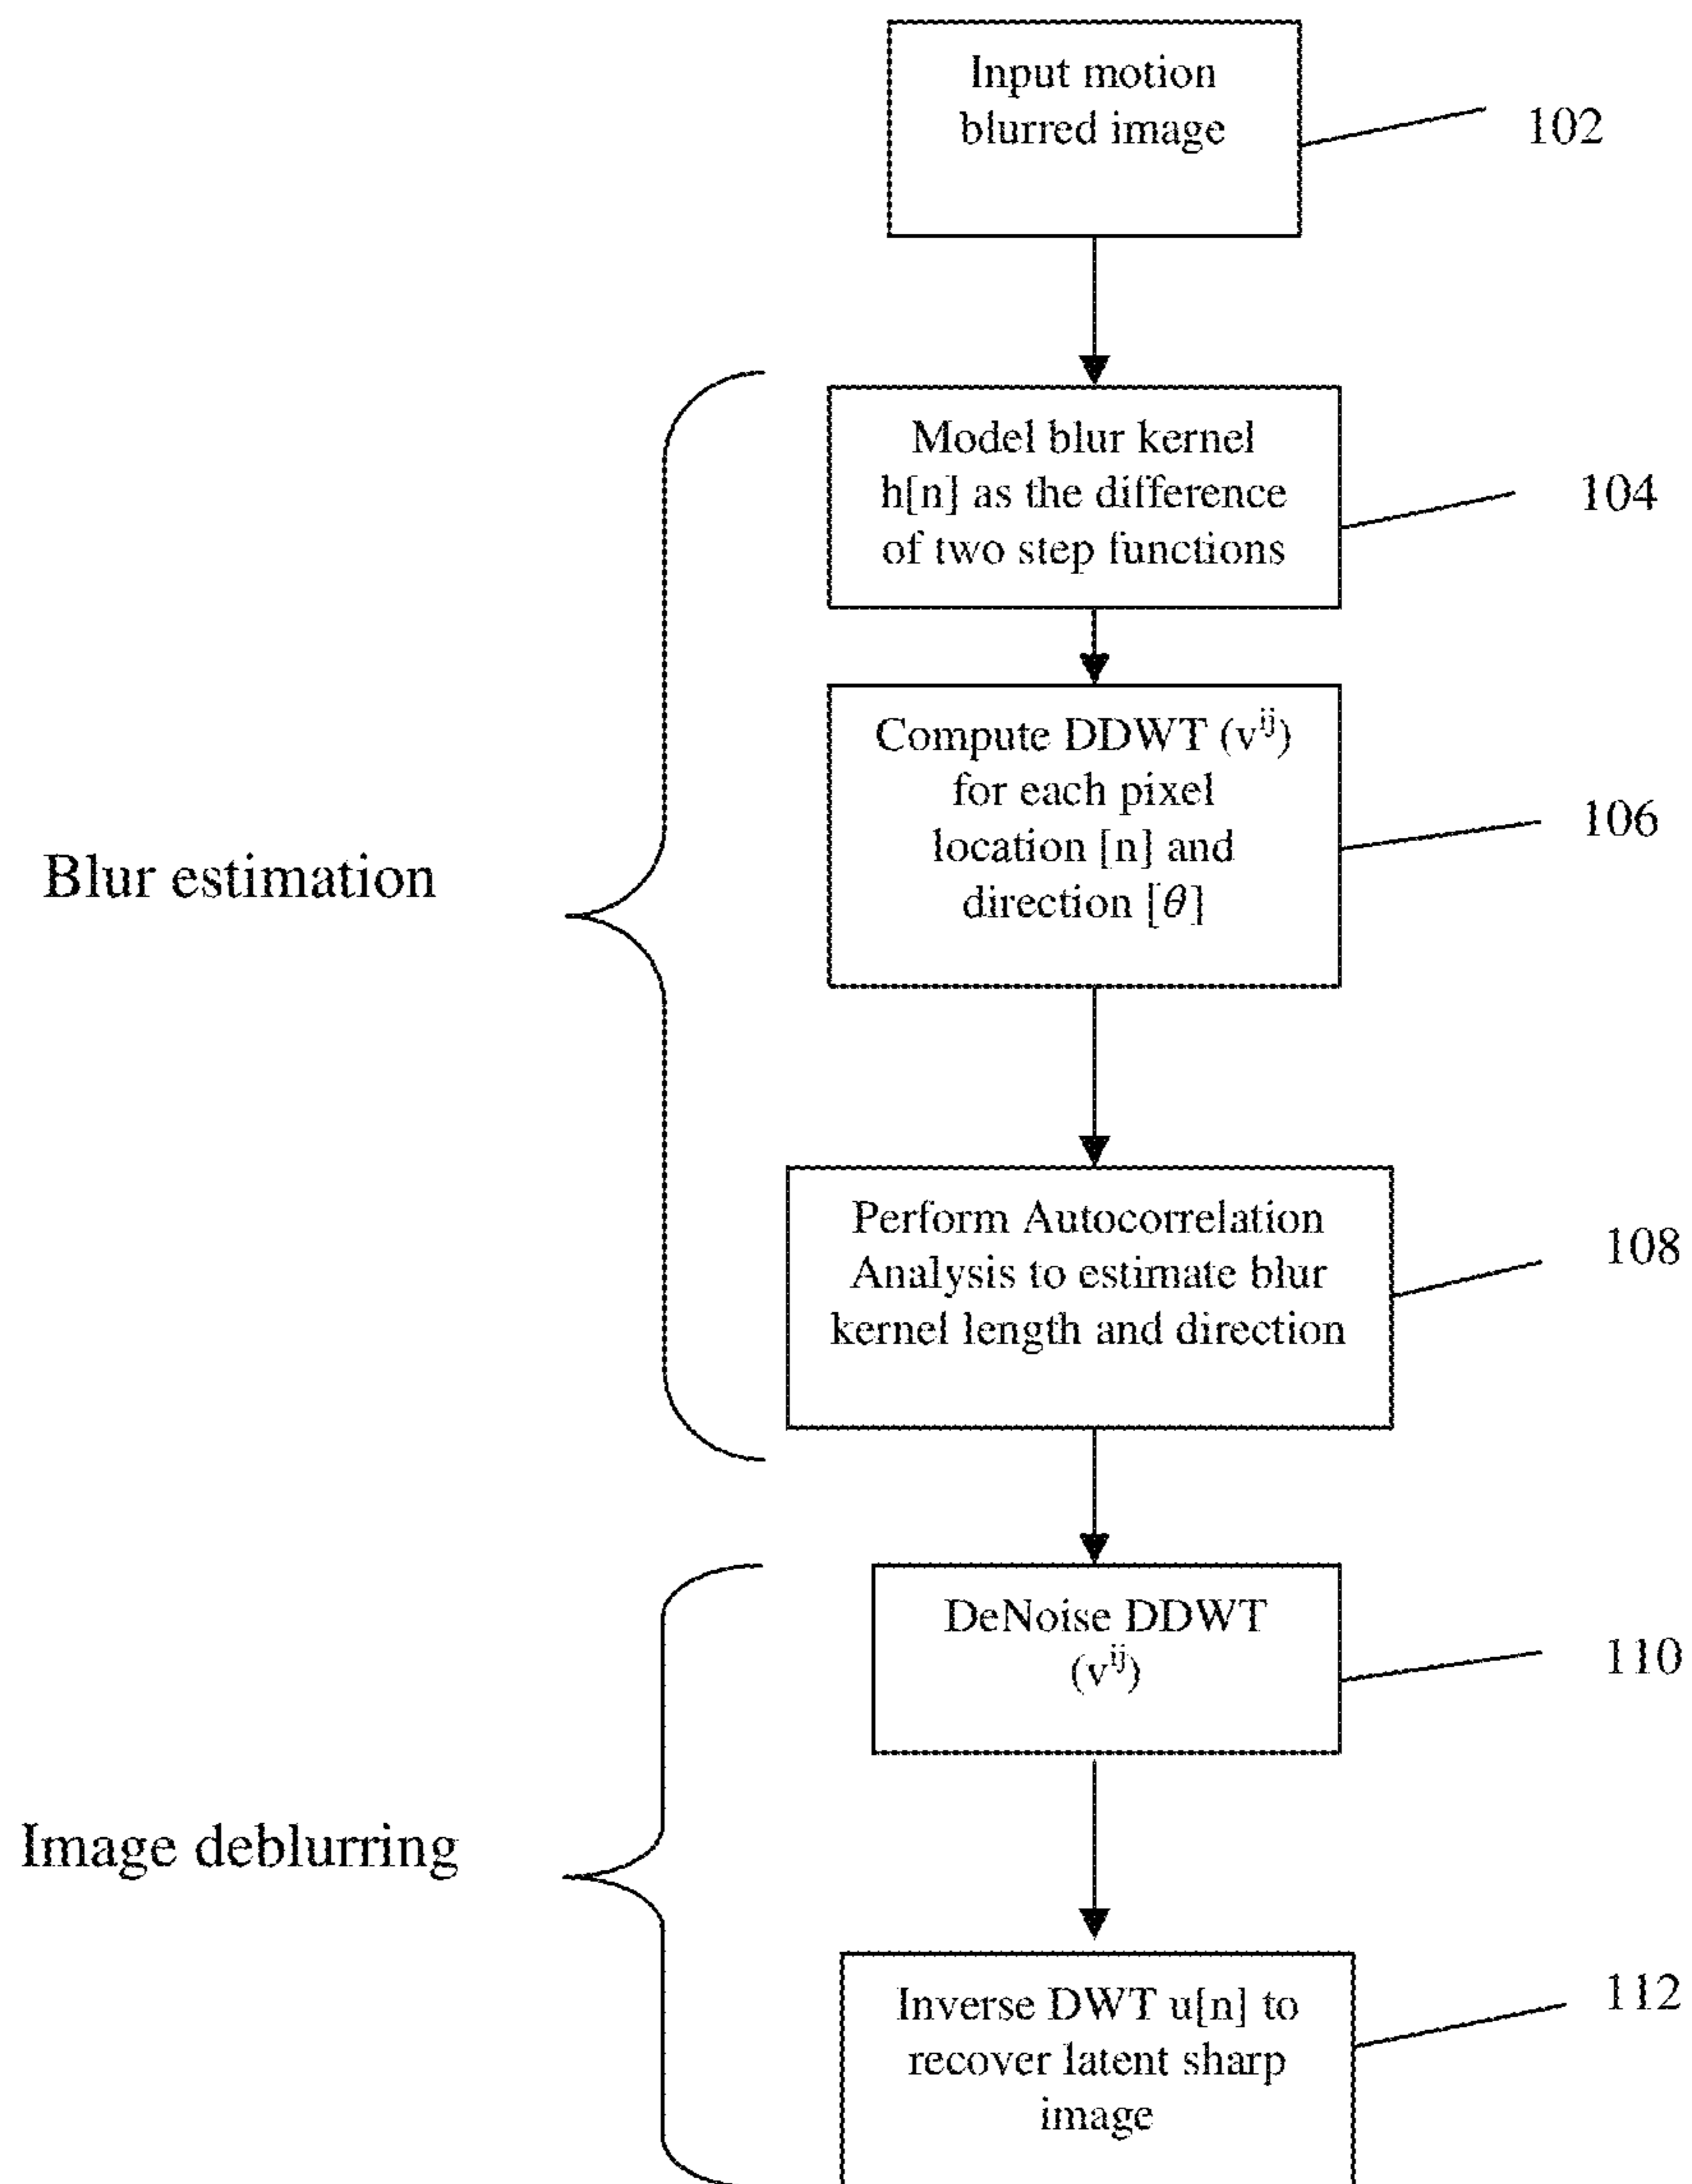 Input motion
blurred image
102
Model blur kernel
h[n] as the difference
of two step functions
104
Compute DDWT (v^ij)
for each pixel
location [n] and
direction [θ]
106
Blur estimation
Perform Autocorrelation
Analysis to estimate blur
kernel length and direction
108
DeNoise DDWT
(v^ij)
110
Image deblurring
Inverse DWT u[n] to
recover latent sharp
image
112